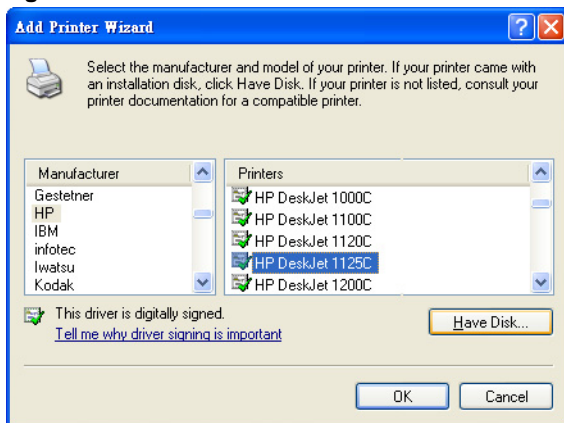 Add Printer Wizard
Select the manufacturer and model of your printer. If your printer came with
an installation disk, click Have Disk. If your printer is not listed, consult your
printer documentation for a compatible printer.
Manufacturer
Gestetner
HP
IBM
infotec
Iwatsu
Kodak
Printers
HP DeskJet 1000C
HP DeskJet 1100C
HP DeskJet 1120C
HP DeskJet 1125C
HP DeskJet 1200C
This driver is digitally signed.
Tell me why driver signing is important
Have Disk...
OK
Cancel